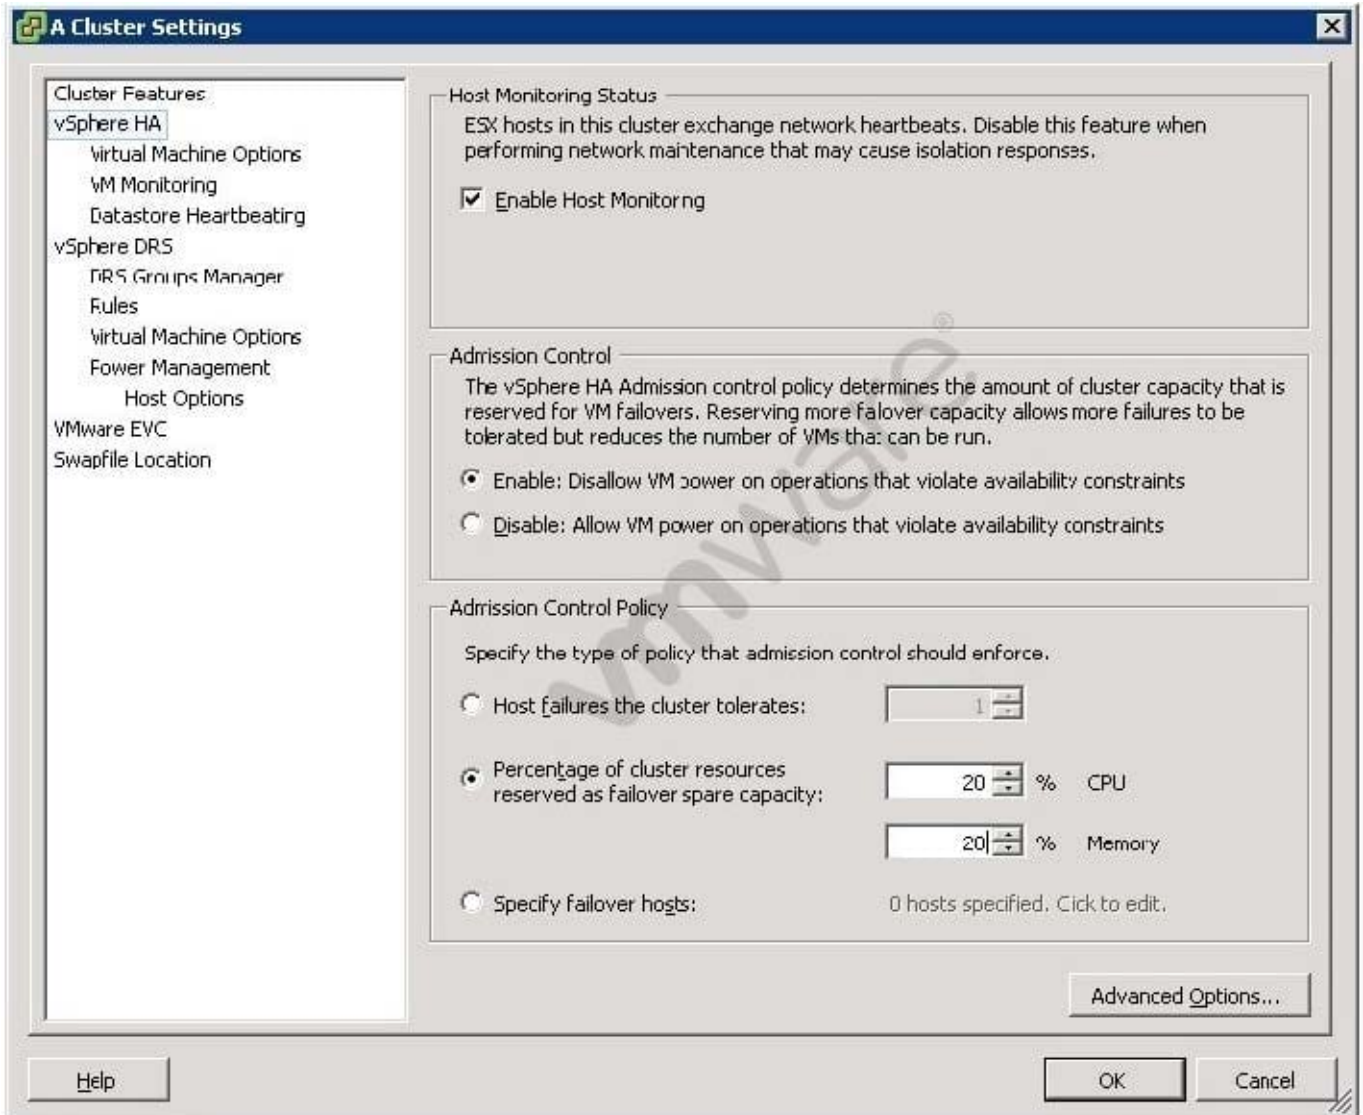 A Cluster Settings
Cluster Features
vSphere HA
Virtual Machine Options
VM Monitoring
Datastore Heartbeating
vSphere DRS
DRS Groups Manager
Rules
Virtual Machine Options
Power Management
Host Options
VMware EVC
Swapfile Location
Host Monitoring Status
ESX hosts in this cluster exchange network heartbeats. Disable this feature when
performing network maintenance that may cause isolation responses.
Enable Host Monitorng
Admission Control
The vSphere HA Admission control policy determines the amount of cluster capacity that is
reserved for VM failovers. Reserving more falover capacity allows more failures to be
tolerated but reduces the number of VMs that can be run.
Enable: Disallow VM power on operations that violate availability constraints
Disable: Allow VM power on operations that violate availability constraints
Admission Control Policy
Specify the type of policy that admission control should enforce.
Host failures the cluster tolerates: 1
Percentage of cluster resources
reserved as failover spare capacity:
20 % CPU
20 % Memory
Specify failover hosts: 0 hosts specified. Cick to edit.
Advanced Options...
Help
OK
Cancel
vmware®